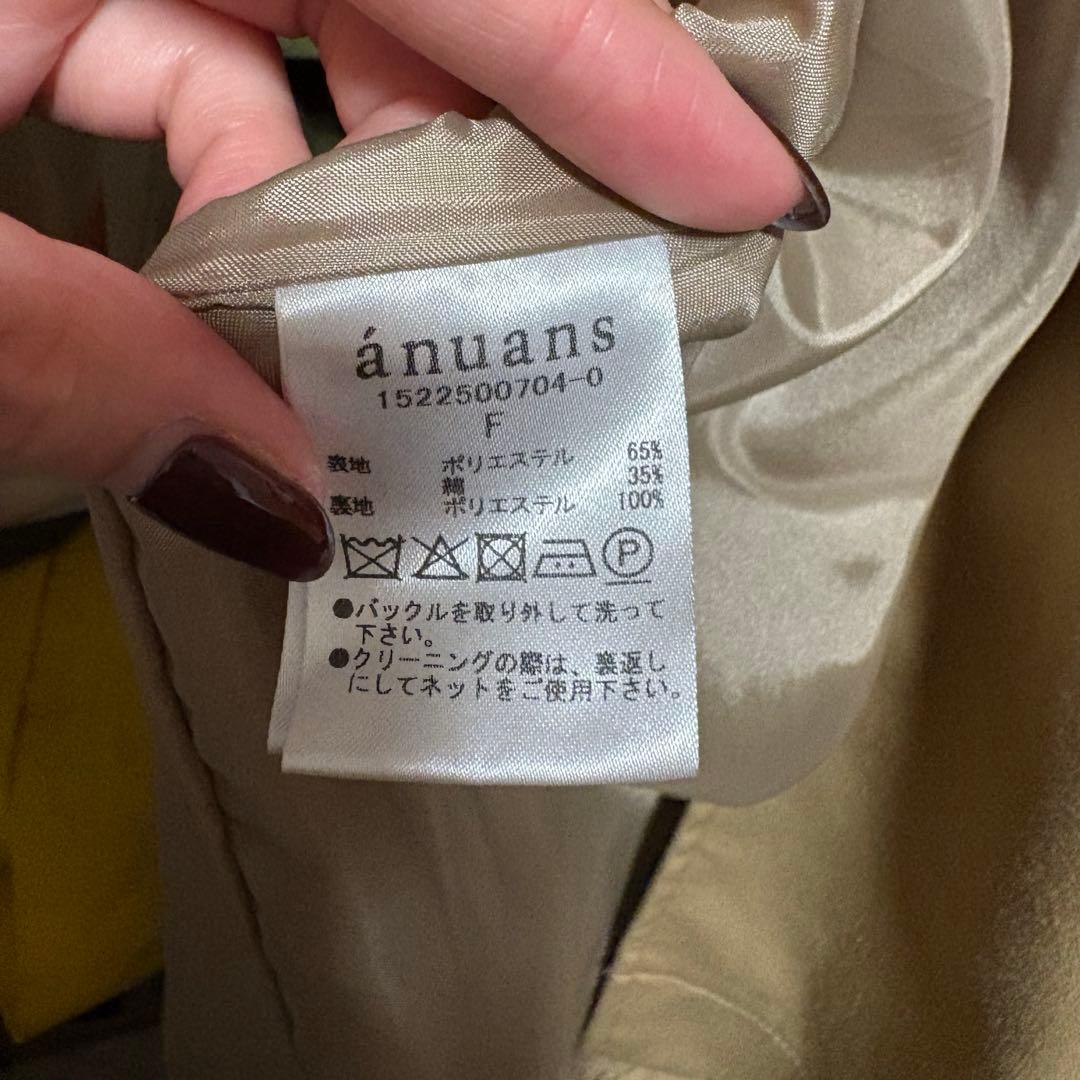 ánuans
1522500704-0
F
表地 ポリエステル 65%
綿 35%
裏地 ポリエステル 100%
P
●バックルを取り外して洗って
下さい。
●クリーニングの際は、裏返し
にしてネットをご使用下さい。